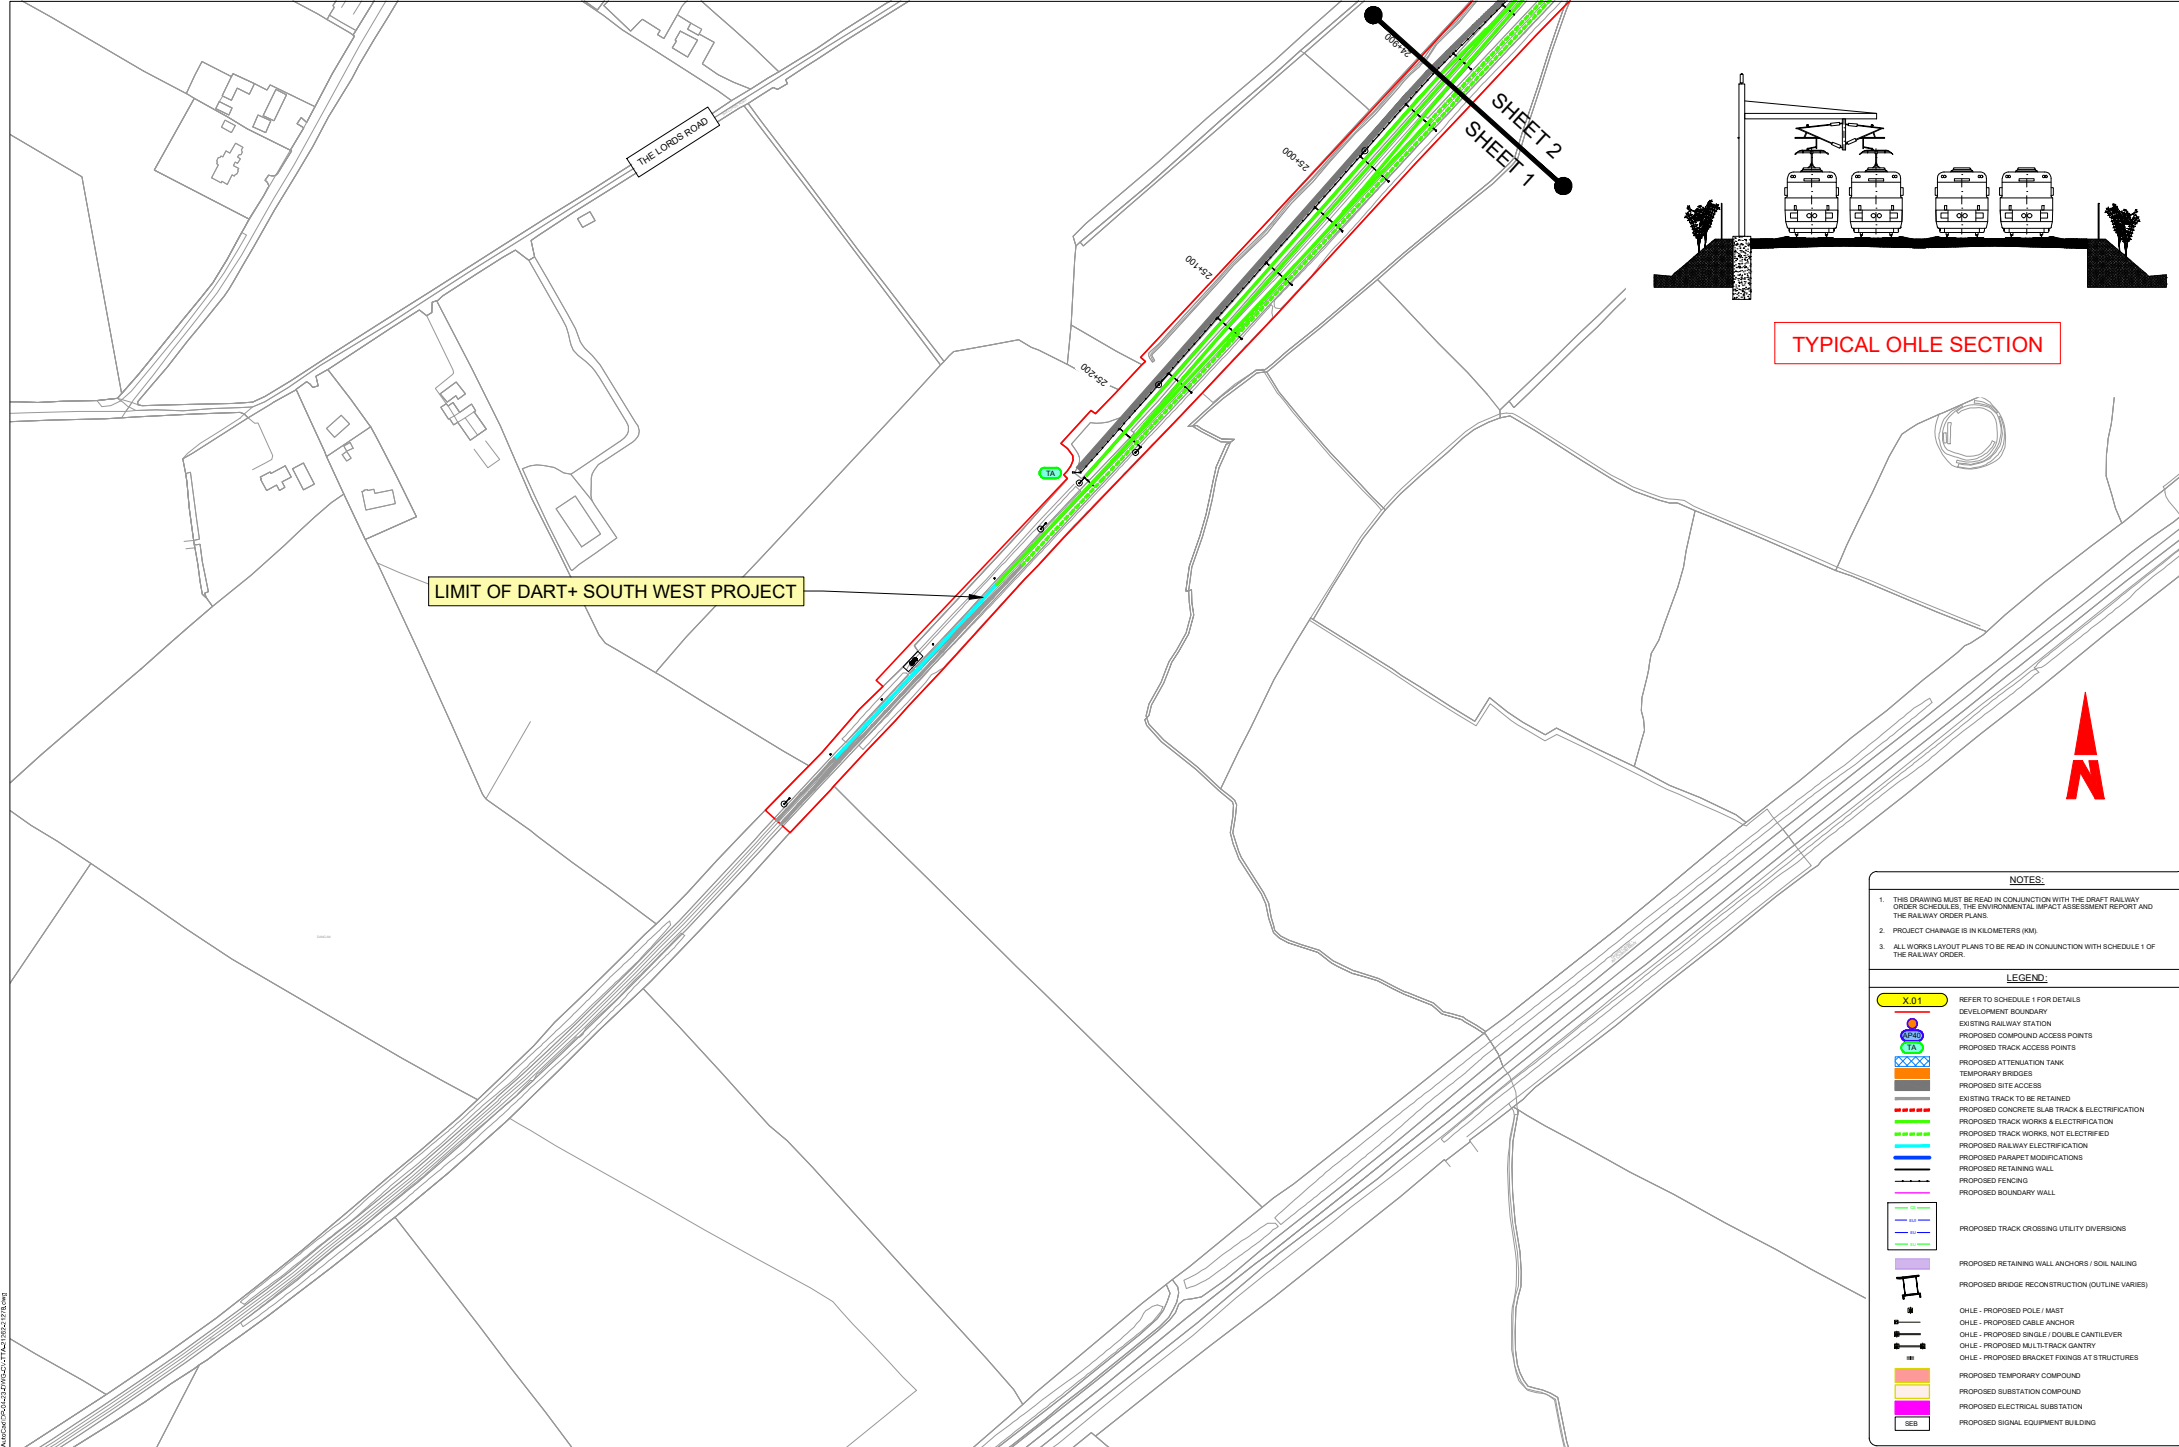 24+900
SHEET 2
SHEET 1
THE LORDS ROAD
25+000
25+100
25+200
TA
LIMIT OF DART+ SOUTH WEST PROJECT
TYPICAL OHLE SECTION
N
NOTES:
1. THIS DRAWING MUST BE READ IN CONJUNCTION WITH THE DRAFT RAILWAY
ORDER SCHEDULES, THE ENVIRONMENTAL IMPACT ASSESSMENT REPORT AND
THE RAILWAY ORDER PLANS.
2. PROJECT CHAINAGE IS IN KILOMETERS (KM).
3. ALL WORKS LAYOUT PLANS TO BE READ IN CONJUNCTION WITH SCHEDULE 1 OF
THE RAILWAY ORDER.
LEGEND:
X.01 REFER TO SCHEDULE 1 FOR DETAILS
DEVELOPMENT BOUNDARY
EXISTING RAILWAY STATION
AP40 PROPOSED COMPOUND ACCESS POINTS
TA PROPOSED TRACK ACCESS POINTS
PROPOSED ATTENUATION TANK
TEMPORARY BRIDGES
PROPOSED SITE ACCESS
EXISTING TRACK TO BE RETAINED
PROPOSED CONCRETE SLAB TRACK & ELECTRIFICATION
PROPOSED TRACK WORKS & ELECTRIFICATION
PROPOSED TRACK WORKS, NOT ELECTRIFIED
PROPOSED RAILWAY ELECTRIFICATION
PROPOSED PARAPET MODIFICATIONS
PROPOSED RETAINING WALL
PROPOSED FENCING
PROPOSED BOUNDARY WALL
PROPOSED TRACK CROSSING UTILITY DIVERSIONS
PROPOSED RETAINING WALL ANCHORS / SOIL NAILING
PROPOSED BRIDGE RECONSTRUCTION (OUTLINE VARIES)
OHLE - PROPOSED POLE / MAST
OHLE - PROPOSED CABLE ANCHOR
OHLE - PROPOSED SINGLE / DOUBLE CANTILEVER
OHLE - PROPOSED MULTI-TRACK GANTRY
OHLE - PROPOSED BRACKET FIXINGS AT STRUCTURES
PROPOSED TEMPORARY COMPOUND
PROPOSED SUBSTATION COMPOUND
PROPOSED ELECTRICAL SUBSTATION
SEB PROPOSED SIGNAL EQUIPMENT BUILDING